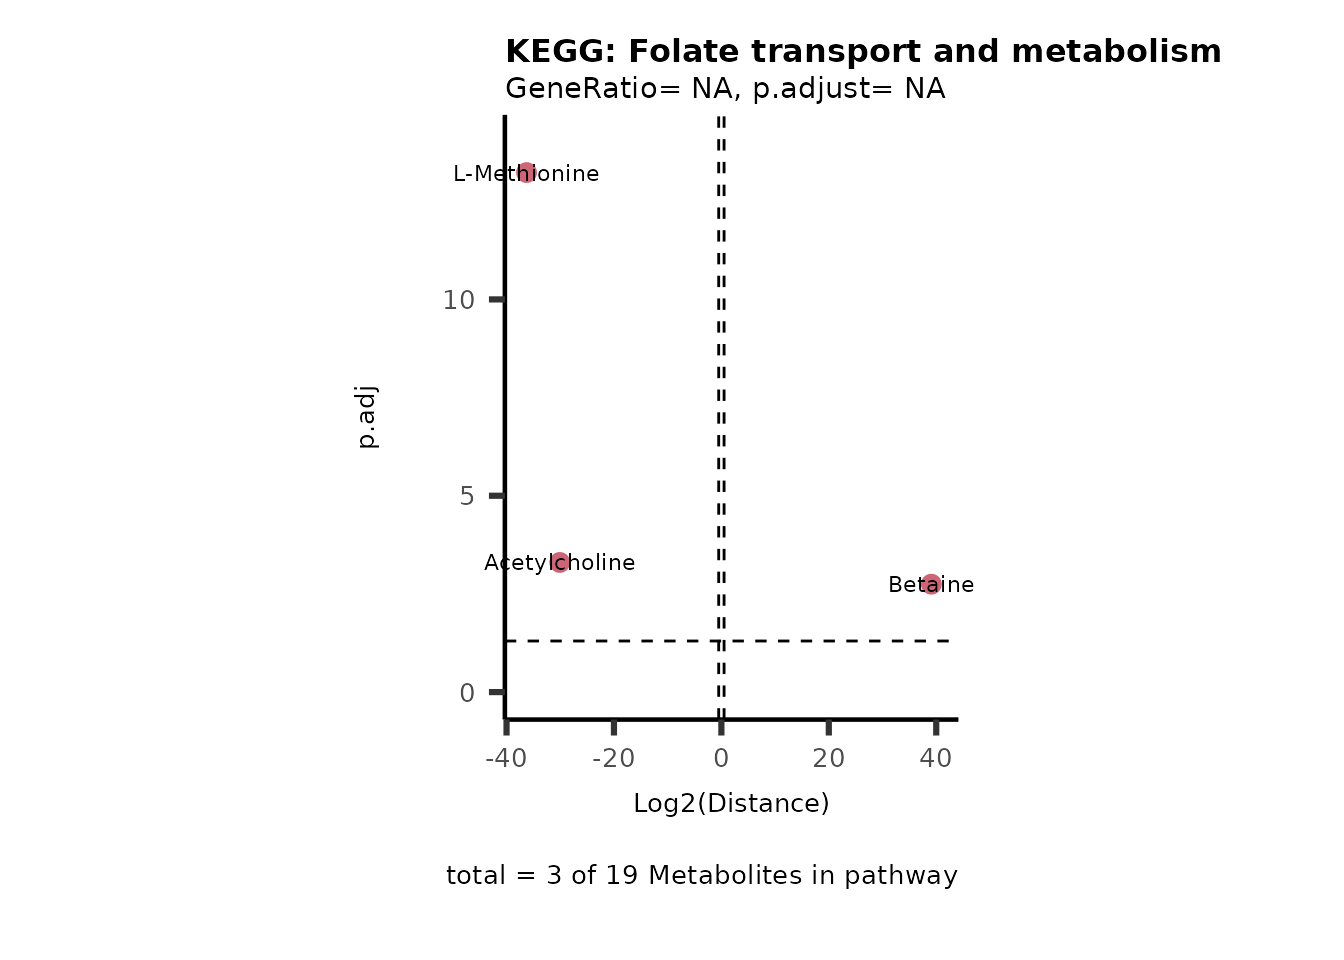 KEGG: Folate transport and metabolism
GeneRatio= NA, p.adjust= NA
L-Methionine
10
p.adj
5
Acetylcholine
Betaine
0
-40 -20 0 20 40
Log2(Distance)
total = 3 of 19 Metabolites in pathway